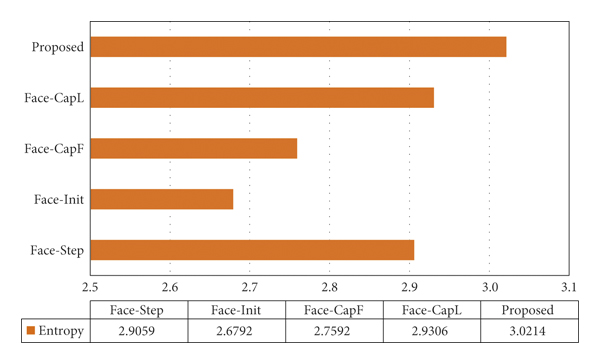 Proposed
Face-CapL
Face-CapF
Face-Init
Face-Step
2.5 2.6 2.7 2.8 2.9 3.0 3.1
Face-Step Face-Init Face-CapF Face-CapL Proposed
Entropy 2.9059 2.6792 2.7592 2.9306 3.0214